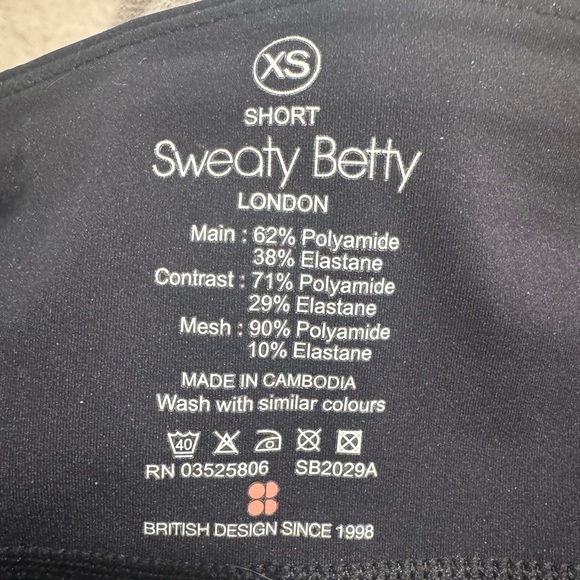 XS
SHORT
Sweaty Betty
LONDON
Main : 62% Polyamide
38% Elastane
Contrast : 71% Polyamide
29% Elastane
Mesh : 90% Polyamide
10% Elastane
MADE IN CAMBODIA
Wash with similar colours
40
RN 03525806 SB2029A
BRITISH DESIGN SINCE 1998